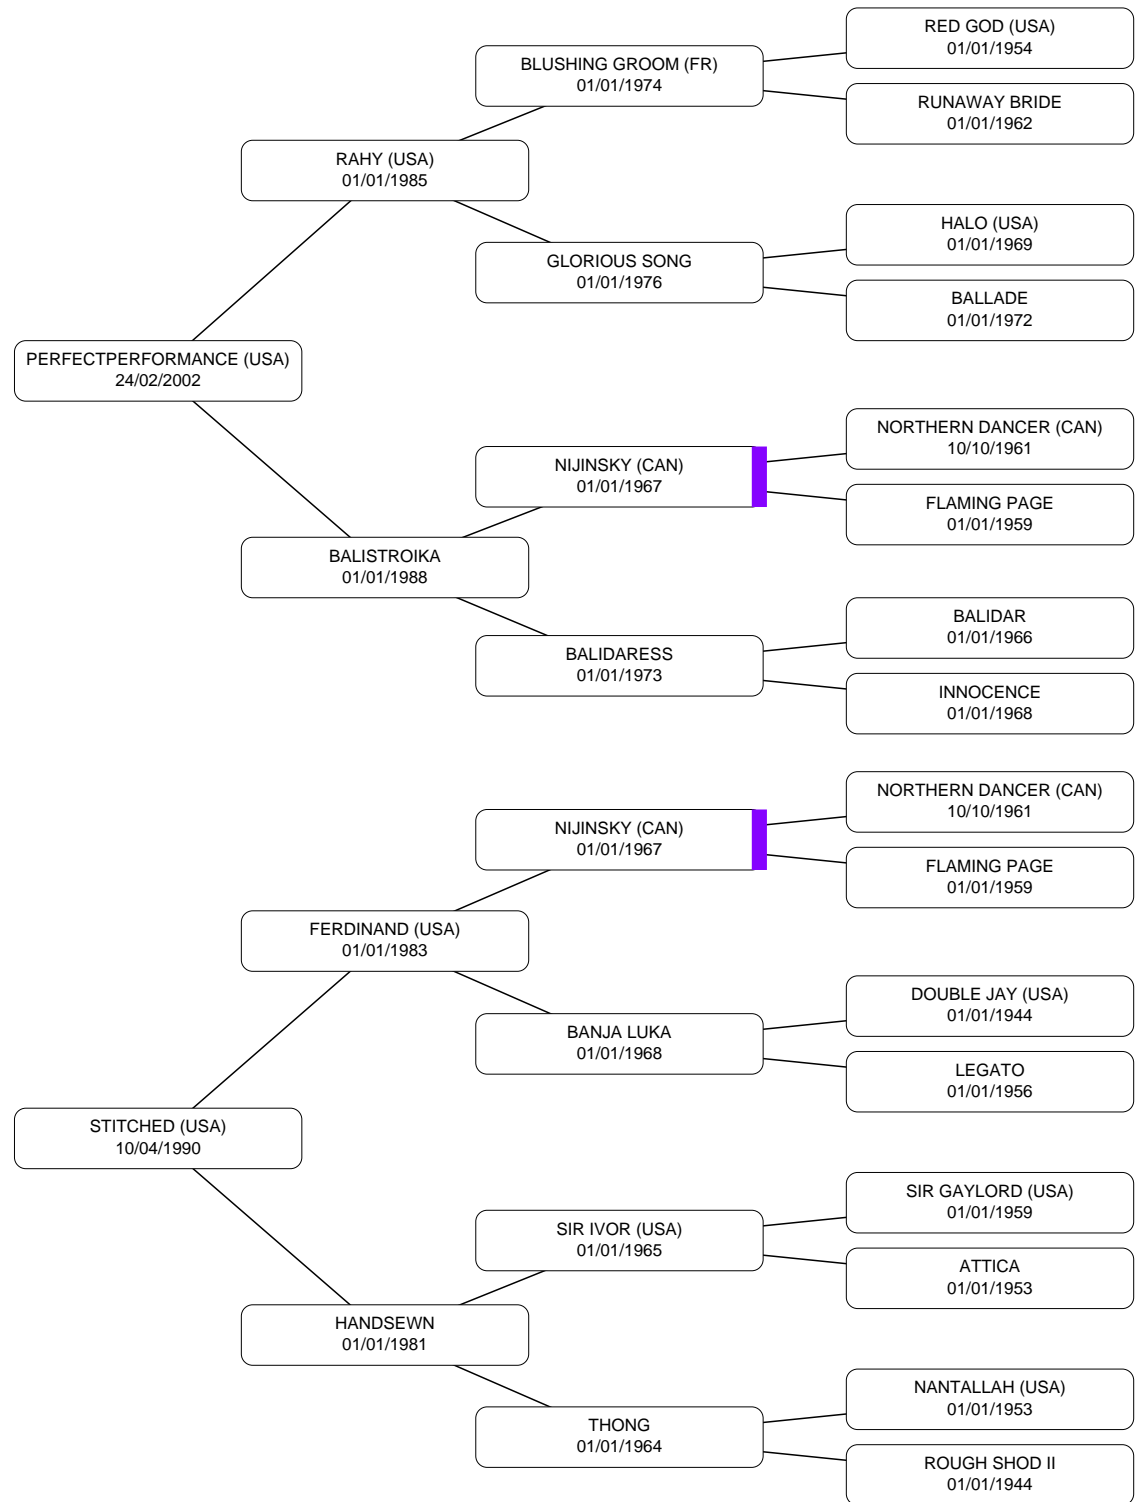 RED GOD (USA)
01/01/1954
BLUSHING GROOM (FR)
01/01/1974
RUNAWAY BRIDE
01/01/1962
RAHY (USA)
01/01/1985
HALO (USA)
01/01/1969
GLORIOUS SONG
01/01/1976
BALLADE
01/01/1972
PERFECTPERFORMANCE (USA)
24/02/2002
NORTHERN DANCER (CAN)
10/10/1961
NIJINSKY (CAN)
01/01/1967
FLAMING PAGE
01/01/1959
BALISTROIKA
01/01/1988
BALIDAR
01/01/1966
BALIDARESS
01/01/1973
INNOCENCE
01/01/1968
NORTHERN DANCER (CAN)
10/10/1961
NIJINSKY (CAN)
01/01/1967
FLAMING PAGE
01/01/1959
FERDINAND (USA)
01/01/1983
DOUBLE JAY (USA)
01/01/1944
BANJA LUKA
01/01/1968
LEGATO
01/01/1956
STITCHED (USA)
10/04/1990
SIR GAYLORD (USA)
01/01/1959
SIR IVOR (USA)
01/01/1965
ATTICA
01/01/1953
HANDSEWN
01/01/1981
NANTALLAH (USA)
01/01/1953
THONG
01/01/1964
ROUGH SHOD II
01/01/1944